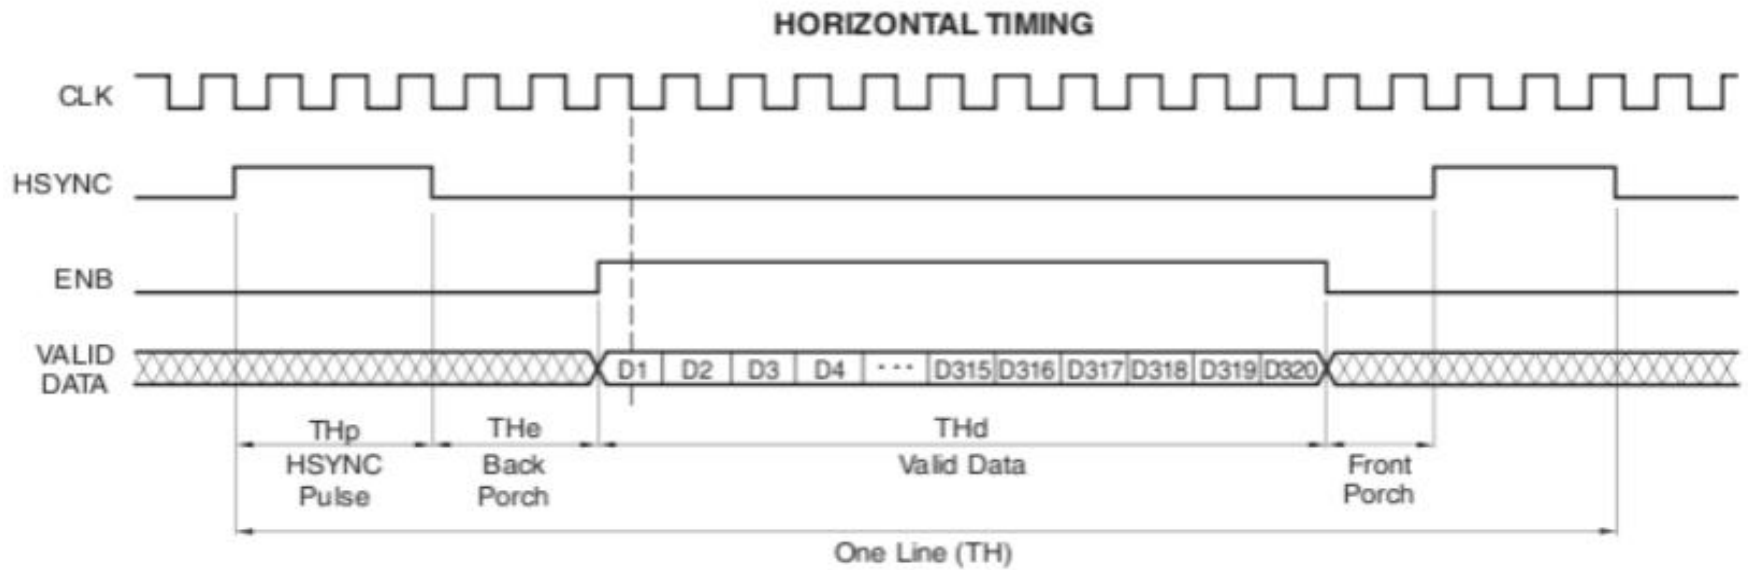 HORIZONTAL TIMING
CLK
HSYNC
ENB
VALID
DATA
D1 D2 D3 D4 ··· D315 D316 D317 D318 D319 D320
THp THe THd
HSYNC
Pulse
Back
Porch
Valid Data
Front
Porch
One Line (TH)